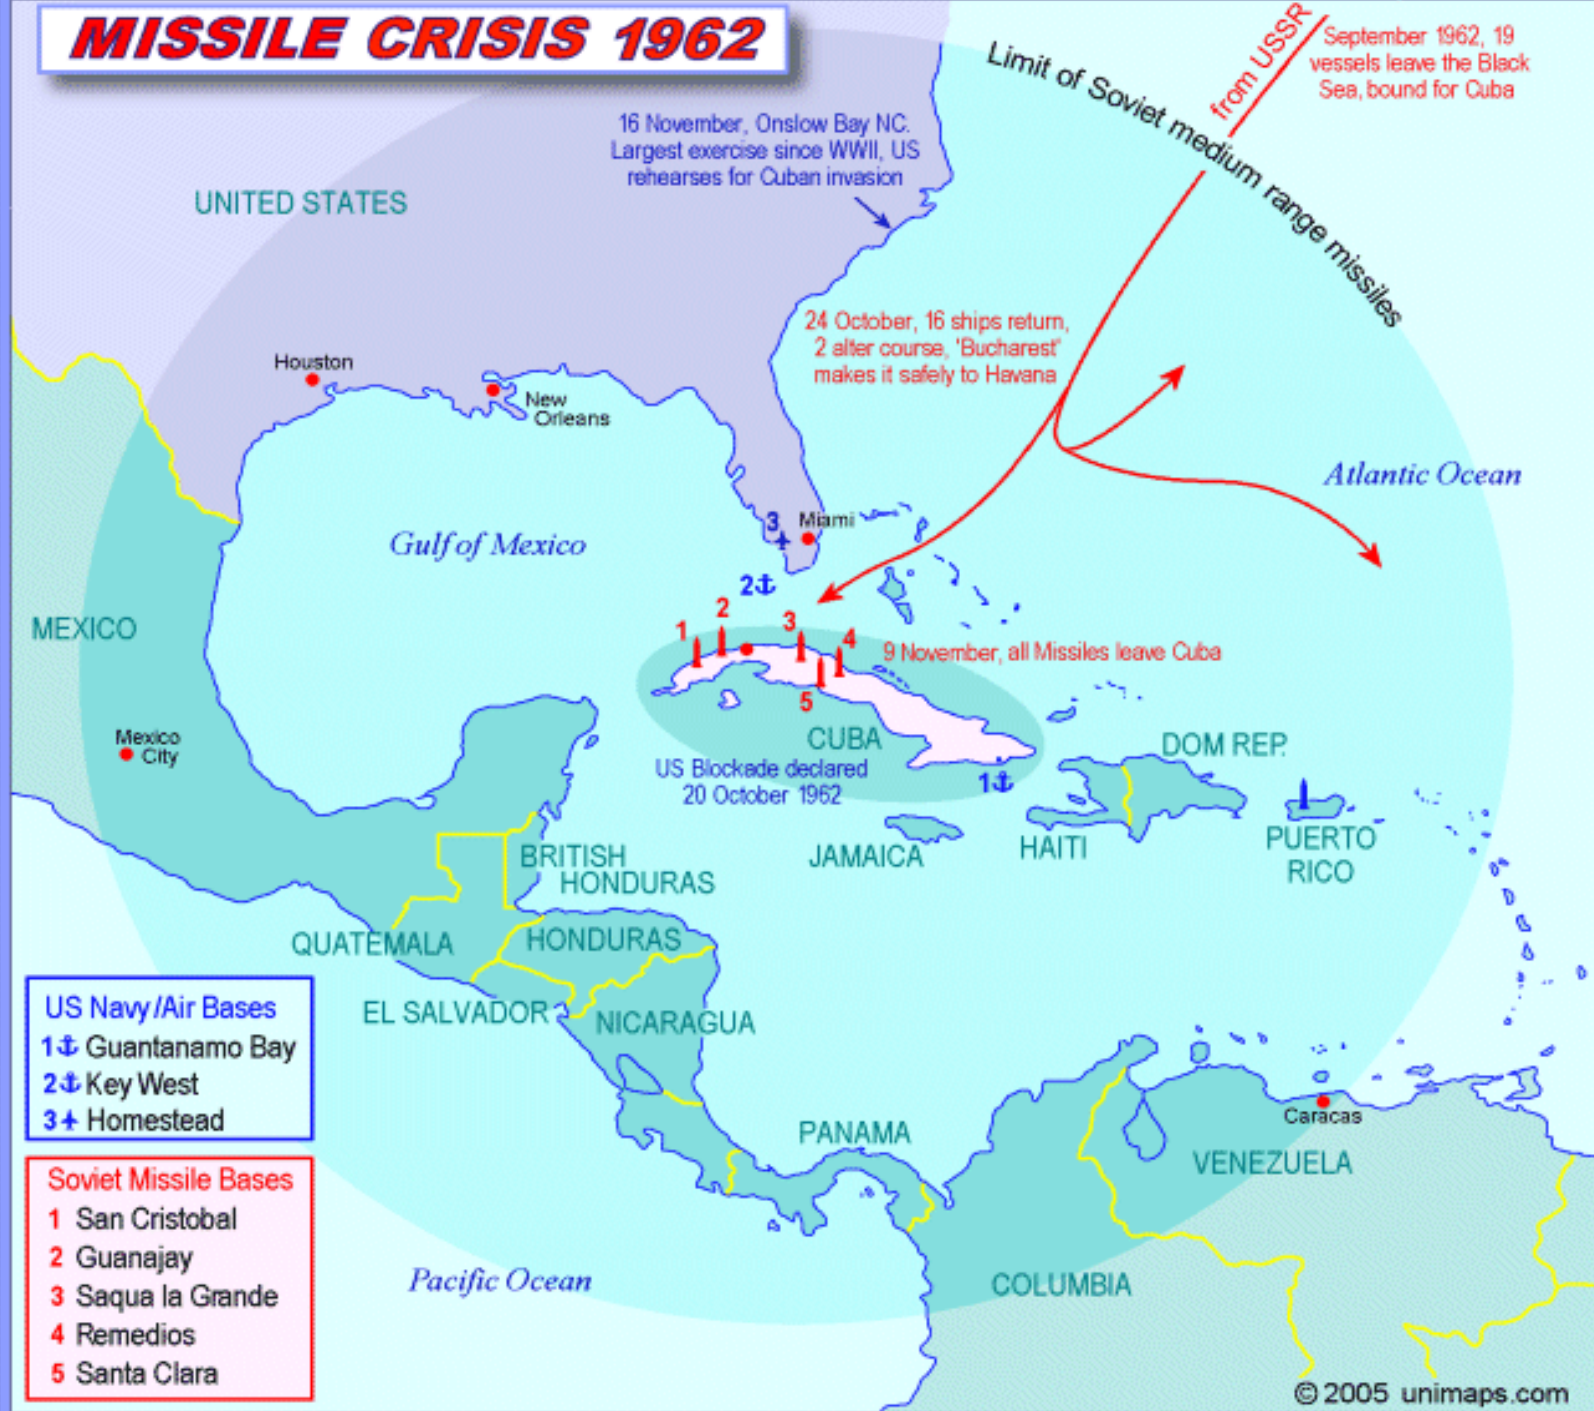 MISSILE CRISIS 1962
from USSR
September 1962, 19
vessels leave the Black
Sea, bound for Cuba
Limit of Soviet medium range missiles
16 November, Onslow Bay NC.
Largest exercise since WWII, US
rehearses for Cuban invasion
UNITED STATES
24 October, 16 ships return,
2 alter course, 'Bucharest'
makes it safely to Havana
Houston
New
Orleans
Atlantic Ocean
Gulf of Mexico
3
Miami
2
MEXICO
1
2
3
4
5
9 November, all Missiles leave Cuba
Mexico
City
CUBA
US Blockade declared
20 October 1962
1
DOM REP.
JAMAICA
HAITI
PUERTO
RICO
BRITISH
HONDURAS
QUATEMALA
HONDURAS
EL SALVADOR
NICARAGUA
US Navy/Air Bases
1 Guantanamo Bay
2 Key West
3 Homestead
PANAMA
Caracas
VENEZUELA
Soviet Missile Bases
1 San Cristobal
2 Guanajay
3 Saqua la Grande
4 Remedios
5 Santa Clara
Pacific Ocean
COLUMBIA
© 2005 unimaps.com